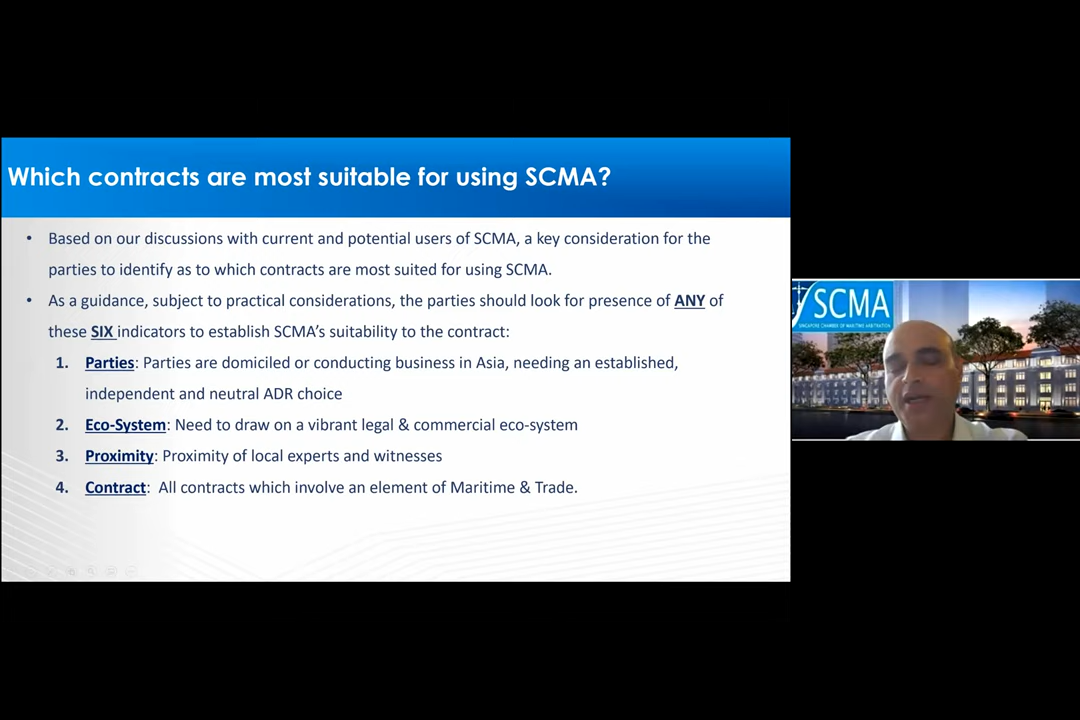 Which contracts are most suitable for using SCMA?
• Based on our discussions with current and potential users of SCMA, a key consideration for the
parties to identify as to which contracts are most suited for using SCMA.
• As a guidance, subject to practical considerations, the parties should look for presence of ANY of
these SIX indicators to establish SCMA's suitability to the contract:
1. Parties: Parties are domiciled or conducting business in Asia, needing an established,
independent and neutral ADR choice
2. Eco-System: Need to draw on a vibrant legal & commercial eco-system
3. Proximity: Proximity of local experts and witnesses
4. Contract: All contracts which involve an element of Maritime & Trade.
SCMA
SINGAPORE CHAMBER OF MARITIME ARBITRATION